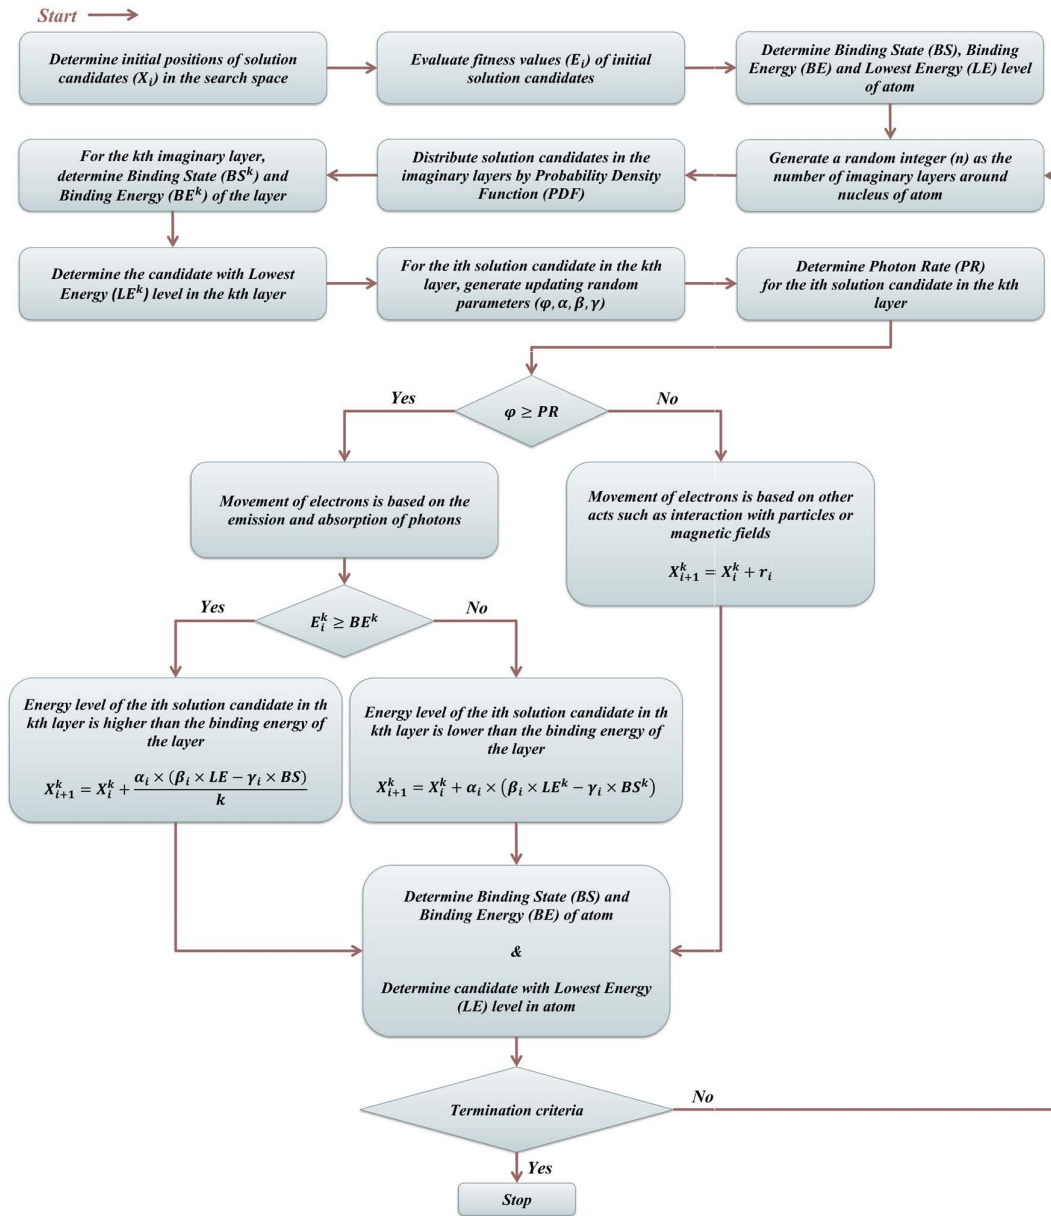 Start
Determine initial positions of solution
candidates (X_i) in the search space
Evaluate fitness values (E_i) of initial
solution candidates
Determine Binding State (BS), Binding
Energy (BE) and Lowest Energy (LE) level
of atom
For the kth imaginary layer,
determine Binding State (BS^k) and
Binding Energy (BE^k) of the layer
Distribute solution candidates in the
imaginary layers by Probability Density
Function (PDF)
Generate a random integer (n) as the
number of imaginary layers around
nucleus of atom
Determine the candidate with Lowest
Energy (LE^k) level in the kth layer
For the ith solution candidate in the kth
layer, generate updating random
parameters (φ, α, β, γ)
Determine Photon Rate (PR)
for the ith solution candidate in the kth
layer
φ ≥ PR
Yes
No
Movement of electrons is based on the
emission and absorption of photons
Movement of electrons is based on other
acts such as interaction with particles or
magnetic fields
X_{i+1}^k = X_i^k + r_i
E_i^k ≥ BE^k
Yes
No
Energy level of the ith solution candidate in th
kth layer is higher than the binding energy of
the layer
X_{i+1}^k = X_i^k + \frac{α_i × (β_i × LE − γ_i × BS)}{k}
Energy level of the ith solution candidate in th
kth layer is lower than the binding energy of
the layer
X_{i+1}^k = X_i^k + α_i × (β_i × LE^k − γ_i × BS^k)
Determine Binding State (BS) and
Binding Energy (BE) of atom
&
Determine candidate with Lowest Energy
(LE) level in atom
Termination criteria
No
Yes
Stop